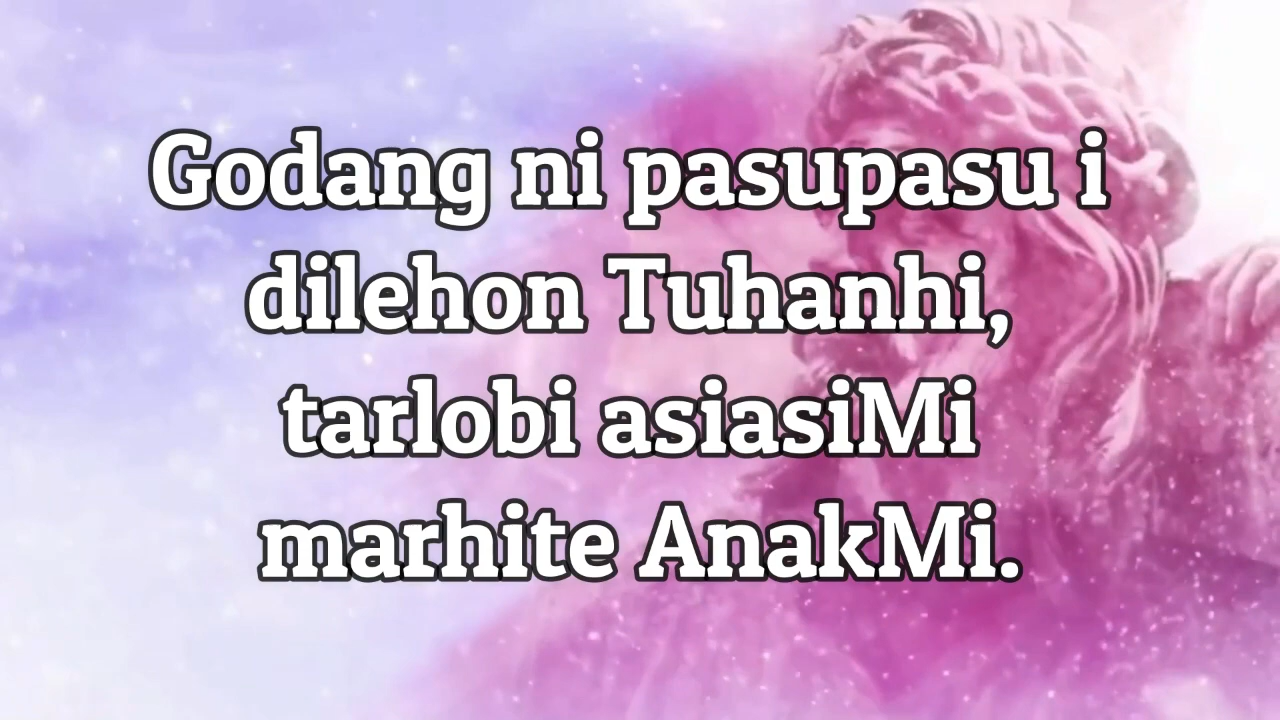 Godang ni pasupasu i
dilehon Tuhanhi,
tarlobi asiasiMi
marhite AnakMi.